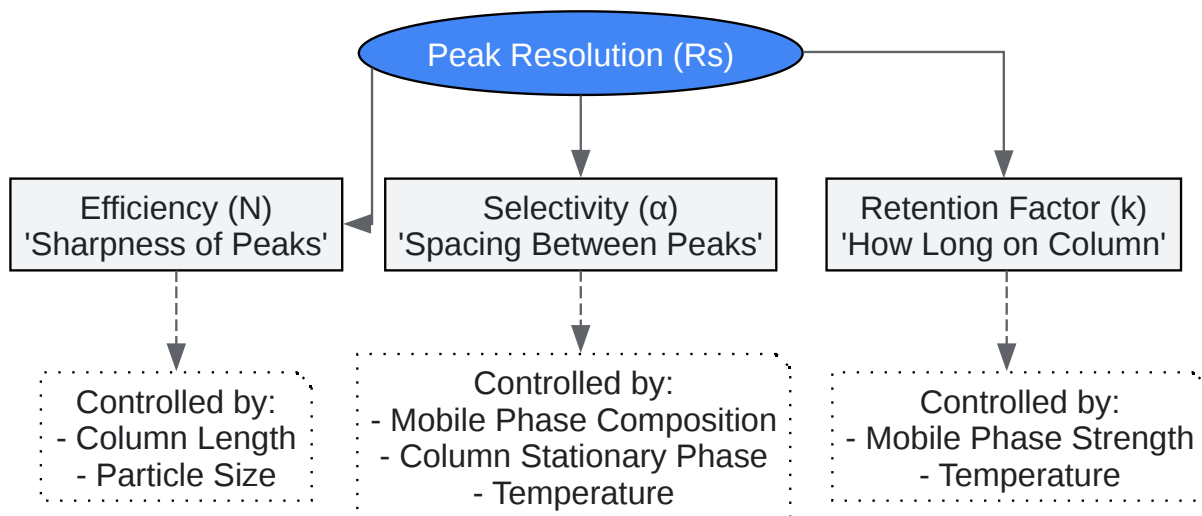 Peak Resolution (Rs)
Efficiency (N)
'Sharpness of Peaks'
Selectivity (α)
'Spacing Between Peaks'
Retention Factor (k)
'How Long on Column'
Controlled by:
- Column Length
- Particle Size
Controlled by:
- Mobile Phase Composition
- Column Stationary Phase
- Temperature
Controlled by:
- Mobile Phase Strength
- Temperature